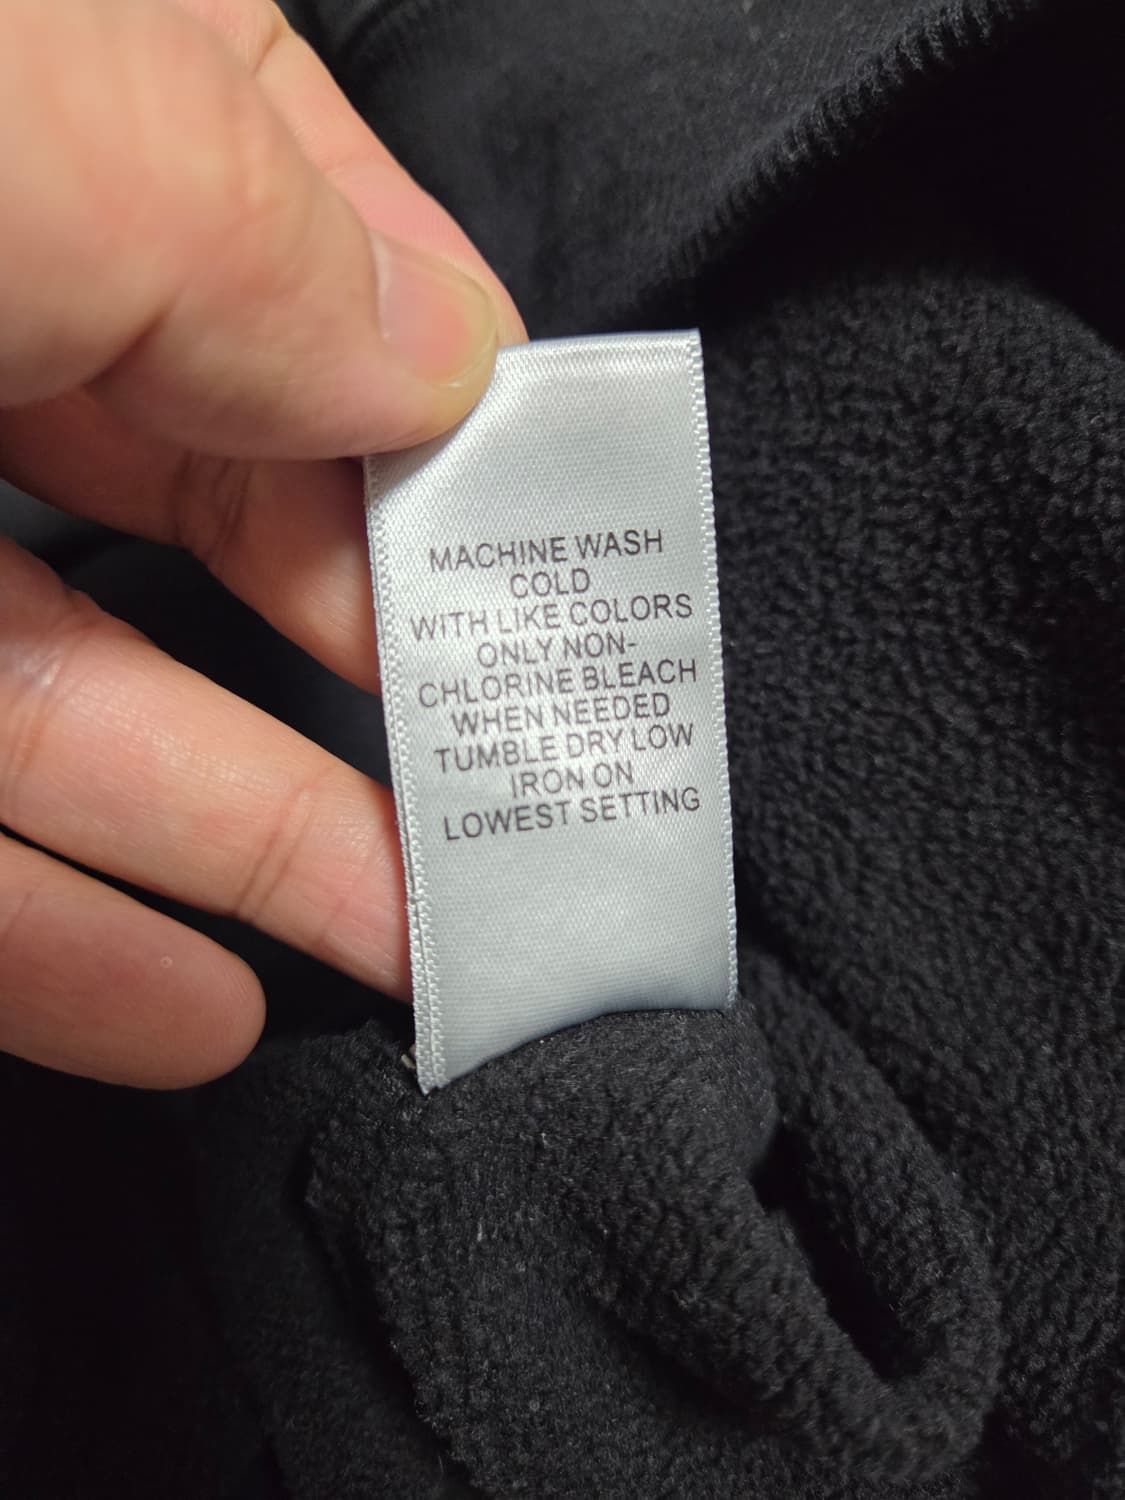 MACHINE WASH
COLD
WITH LIKE COLORS
ONLY NON-
CHLORINE BLEACH
WHEN NEEDED
TUMBLE DRY LOW
IRON ON
LOWEST SETTING